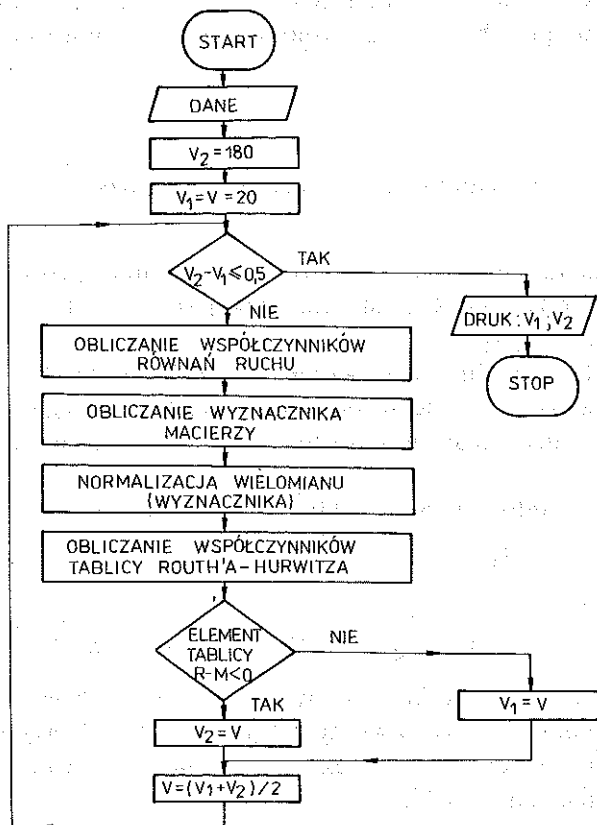 START
DANE
V2=180
V1=V=20
V2-V1≤0,5
TAK
NIE
DRUK: V1, V2
STOP
OBLICZANIE WSPÓŁCZYNNIKÓW
RÓWNAŃ RUCHU
OBLICZANIE WYZNACZNIKA
MACIERZY
NORMALIZACJA WIELOMIANU
(WYZNACZNIKA)
OBLICZANIE WSPÓŁCZYNNIKÓW
TABLICY ROUTH'A-HURWITZA
ELEMENT
TABLICY
R-M<0
NIE
TAK
V1=V
V2=V
V=(V1+V2)/2